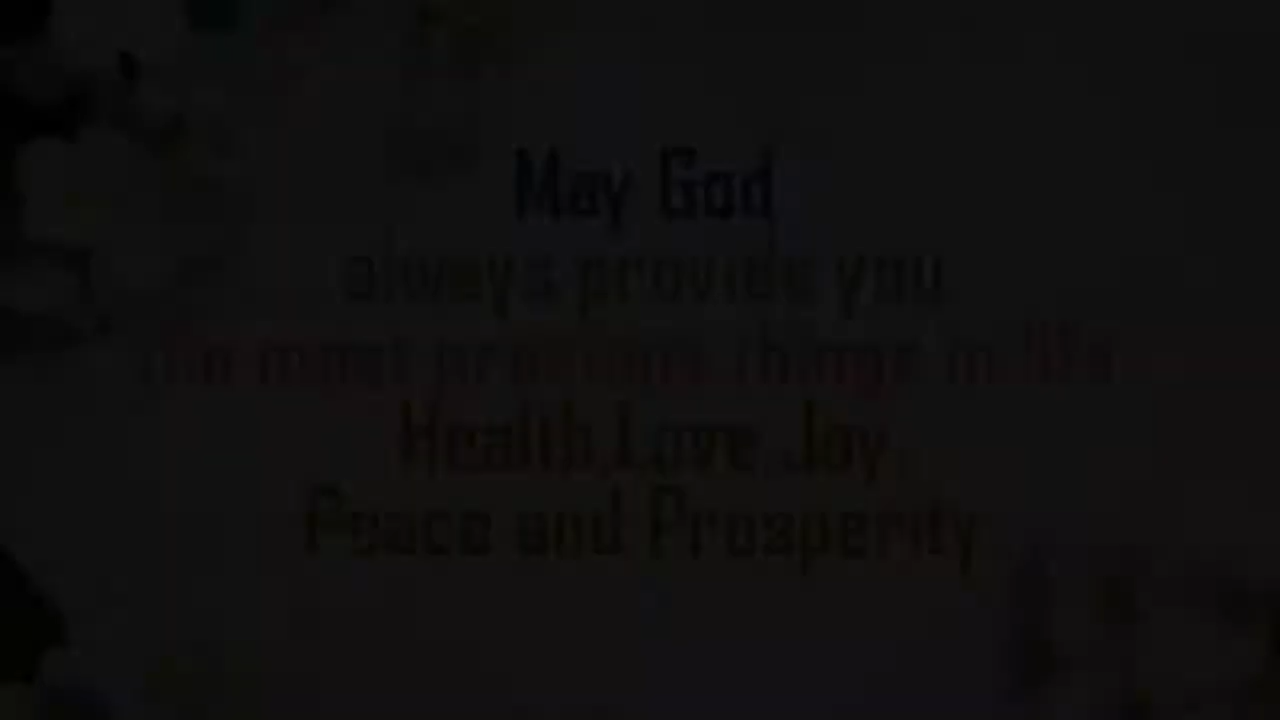 May God
always provide you
the most precious things in life
Health,Love Joy,
Peace and Prosperity